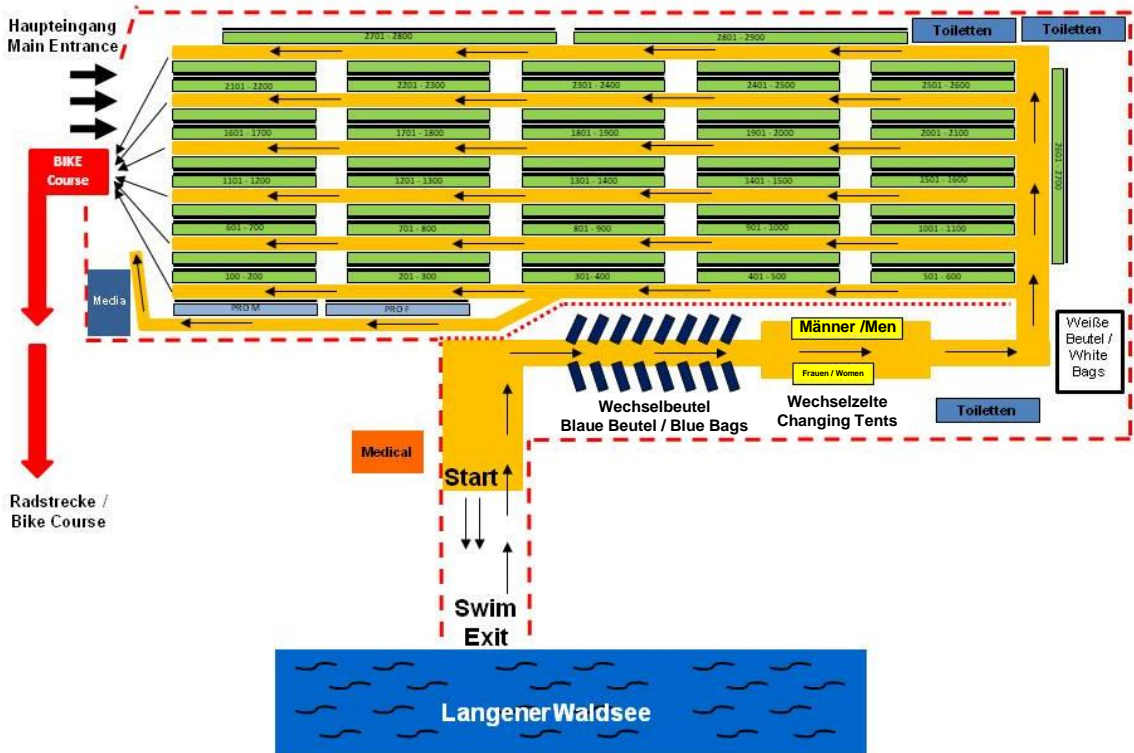 Haupteingang
Main Entrance
2701 - 2800
2801 - 2900
Toiletten
Toiletten
2101 - 2200
2201 - 2300
2301 - 2400
2401 - 2500
2501 - 2600
1601 - 1700
1701 - 1800
1801 - 1900
1901 - 2000
2001 - 2100
2601 - 2700
BIKE
Course
1101 - 1200
1201 - 1300
1301 - 1400
1401 - 1500
1501 - 1600
601 - 700
701 - 800
801 - 900
901 - 1000
1001 - 1100
100 - 200
201 - 300
301 - 400
401 - 500
501 - 600
Media
PRO M
PRO F
Männer /Men
Frauen / Women
Weiße
Beutel /
White
Bags
Wechselbeutel
Blaue Beutel / Blue Bags
Wechselzelte
Changing Tents
Toiletten
Medical
Start
Radstrecke /
Bike Course
Swim
Exit
Langener Waldsee